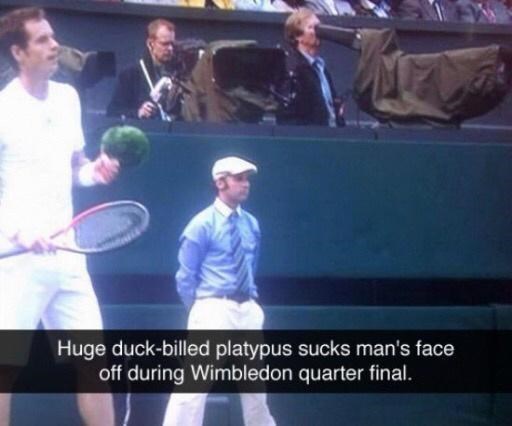 Huge duck-billed platypus sucks man's face
off during Wimbledon quarter final.